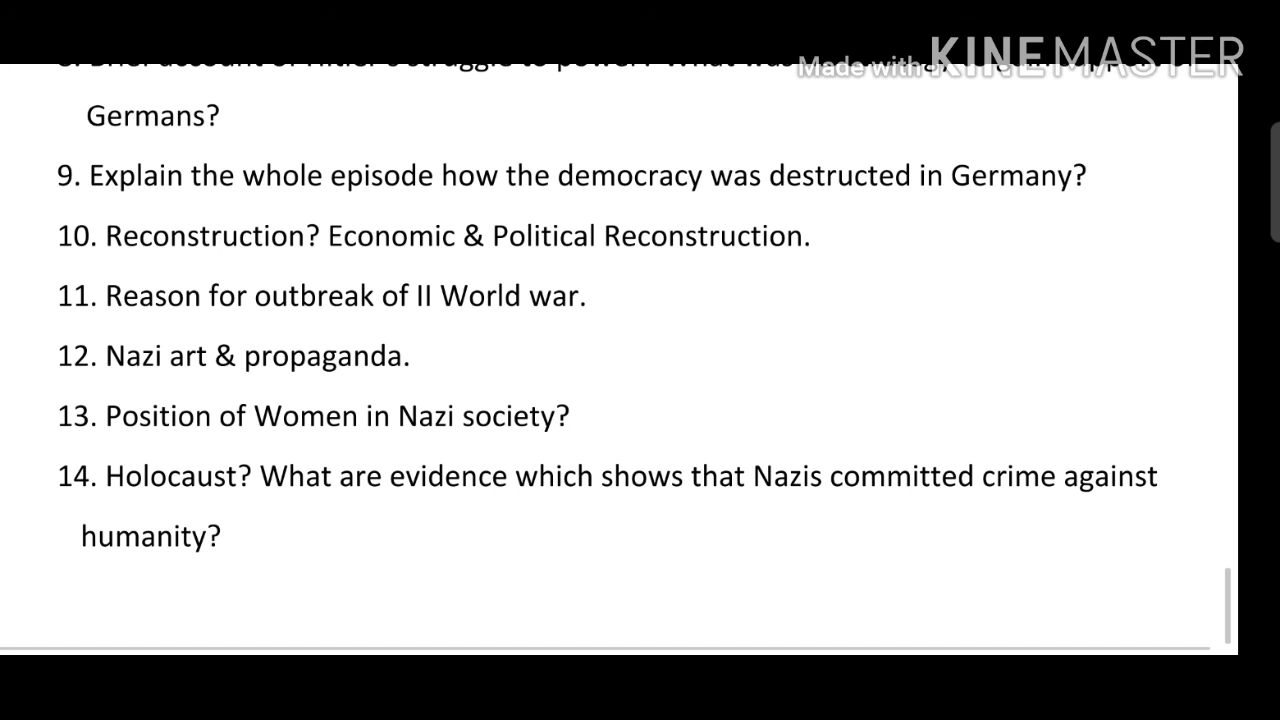 Made with KINEMASTER
Germans?
9. Explain the whole episode how the democracy was destructed in Germany?
10. Reconstruction? Economic & Political Reconstruction.
11. Reason for outbreak of II World war.
12. Nazi art & propaganda.
13. Position of Women in Nazi society?
14. Holocaust? What are evidence which shows that Nazis committed crime against
humanity?